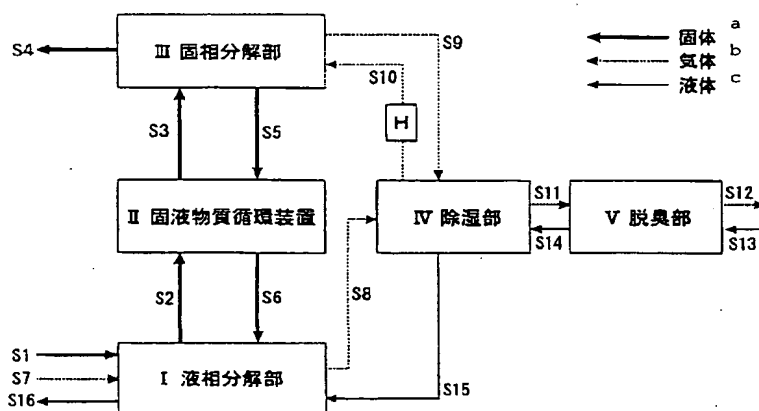 III 固相分解部
S4
S9
S10
固体 a
気体 b
液体 c
H
S3
S5
II 固液物質循環装置
IV 除湿部
S11
S14
V 脱臭部
S12
S13
S2
S6
S8
S1
S7
S16
I 液相分解部
S15